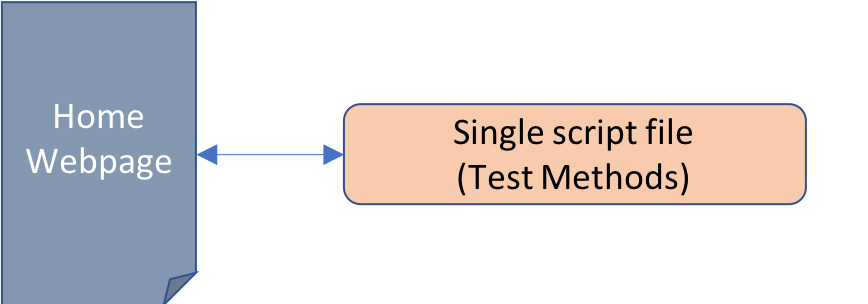 Home
Webpage
Single script file
(Test Methods)